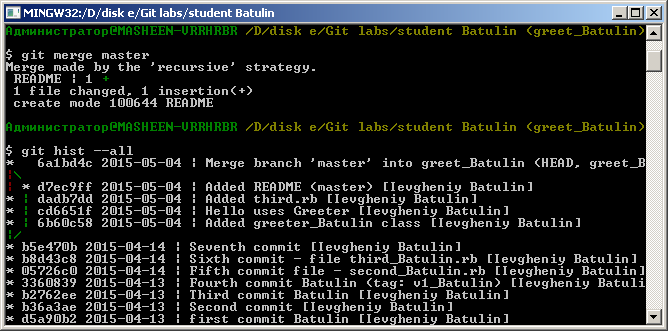 MINGW32:/D/disk e/Git labs/student Batulin
Администратор@MASHEEN-VRRHRBR /D/disk e/Git labs/student Batulin (greet_Batulin)
$ git merge master
Merge made by the 'recursive' strategy.
README | 1 +
1 file changed, 1 insertion(+)
create mode 100644 README
Администратор@MASHEEN-VRRHRBR /D/disk e/Git labs/student Batulin (greet_Batulin)
$ git hist --all
*   6a1bd4c 2015-05-04 | Merge branch 'master' into greet_Batulin (HEAD, greet_B
|\
| * d7ec9ff 2015-05-04 | Added README (master) [Ievgheniy Batulin]
* | dadb7dd 2015-05-04 | Added third.rb [Ievgheniy Batulin]
* | cd6651f 2015-05-04 | Hello uses Greeter [Ievgheniy Batulin]
* | 6b60c58 2015-05-04 | Added greeter_Batulin class [Ievgheniy Batulin]
|/
* b5e470b 2015-04-14 | Seventh commit [Ievgheniy Batulin]
* b8d43c8 2015-04-14 | Sixth commit - file third_Batulin.rb [Ievgheniy Batulin]
* 05726c0 2015-04-14 | Fifth commit file - second_Batulin.rb [Ievgheniy Batulin]
* 3360839 2015-04-13 | Fourth commit Batulin (tag: v1_Batulin) [Ievgheniy Batuli
* b2762ee 2015-04-13 | Third commit Batulin [Ievgheniy Batulin]
* b36a3ae 2015-04-13 | Second commit [Ievgheniy Batulin]
* d5a90b2 2015-04-13 | first commit Batulin [Ievgheniy Batulin]